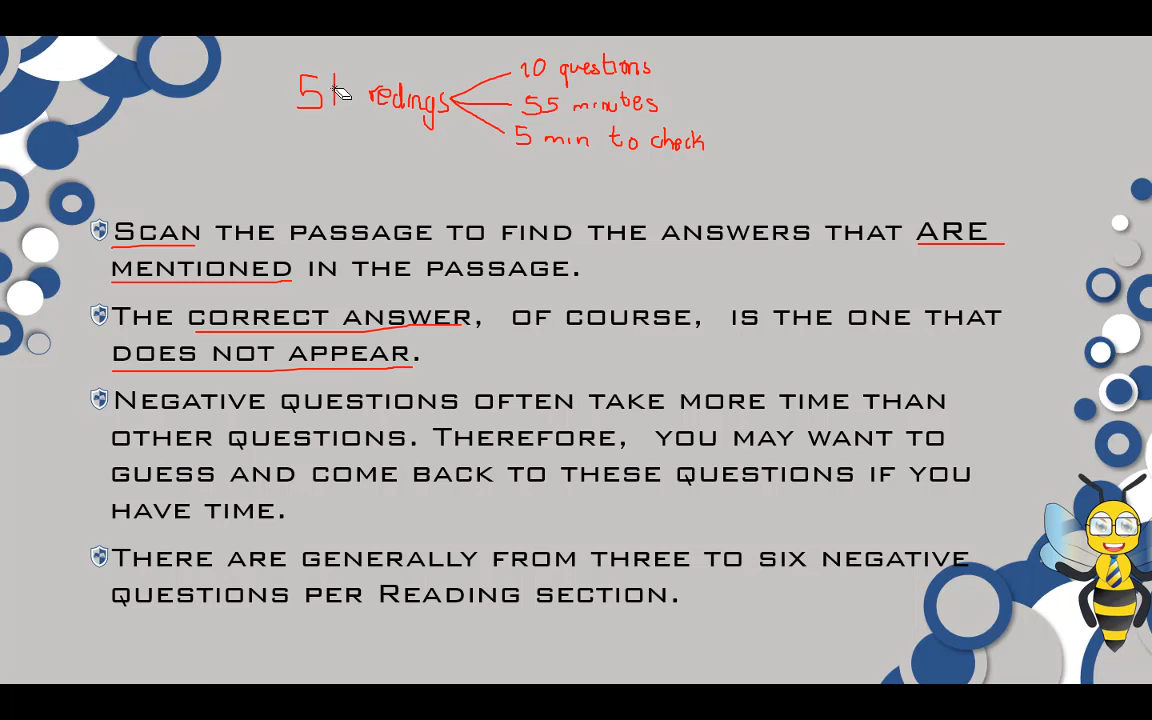 10 questions
5 redings
55 minutes
5 min to check
SCAN THE PASSAGE TO FIND THE ANSWERS THAT ARE
MENTIONED IN THE PASSAGE.
THE CORRECT ANSWER, OF COURSE, IS THE ONE THAT
DOES NOT APPEAR.
NEGATIVE QUESTIONS OFTEN TAKE MORE TIME THAN
OTHER QUESTIONS. THEREFORE, YOU MAY WANT TO
GUESS AND COME BACK TO THESE QUESTIONS IF YOU
HAVE TIME.
THERE ARE GENERALLY FROM THREE TO SIX NEGATIVE
QUESTIONS PER READING SECTION.